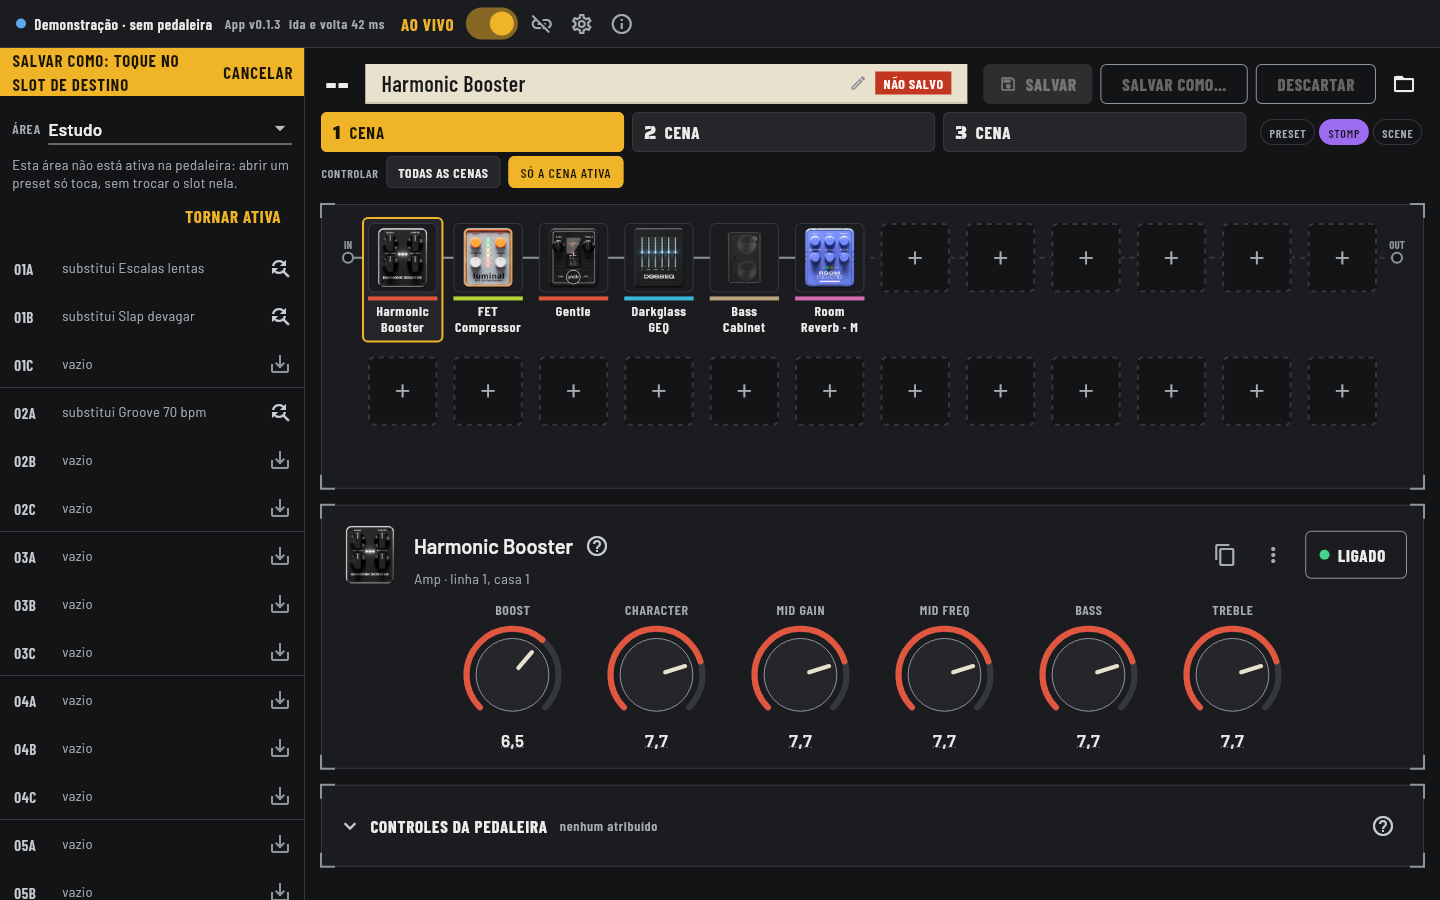 Demonstração · sem pedaleira App v0.1.3 Ida e volta 42 ms AO VIVO
SALVAR COMO: TOQUE NO
SLOT DE DESTINO
CANCELAR
-- Harmonic Booster NÃO SALVO SALVAR SALVAR COMO... DESCARTAR
ÁREA Estudo
Esta área não está ativa na pedaleira: abrir um
preset só toca, sem trocar o slot nela.
TORNAR ATIVA
01A substitui Escalas lentas
01B substitui Slap devagar
01C vazio
02A substitui Groove 70 bpm
02B vazio
02C vazio
03A vazio
03B vazio
03C vazio
04A vazio
04B vazio
04C vazio
05A vazio
05B vazio
1 CENA 2 CENA 3 CENA PRESET STOMP SCENE
CONTROLAR TODAS AS CENAS SÓ A CENA ATIVA
IN OUT
Harmonic
Booster
FET
Compressor
Gentle
Darkglass
GEQ
Bass
Cabinet
Room
Reverb · M
Harmonic Booster
Amp · linha 1, casa 1
LIGADO
BOOST CHARACTER MID GAIN MID FREQ BASS TREBLE
6,5 7,7 7,7 7,7 7,7 7,7
CONTROLES DA PEDALEIRA nenhum atribuído